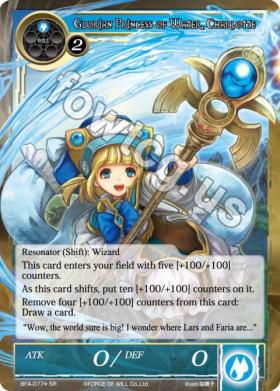 Glorian Princess of Water, Charlotte
WILL
2
fowtcg.us
Resonator (Shift): Wizard
This card enters your field with five [+100/+100]
counters.
As this card shifts, put ten [+100/+100] counters on it.
Remove four [+100/+100] counters from this card:
Draw a card.
"Wow, the world sure is big! I wonder where Lars and Faria are..."
ATK 0 / DEF 0
BFA-077* SR ©FORCE OF WILL Co.,Ltd.